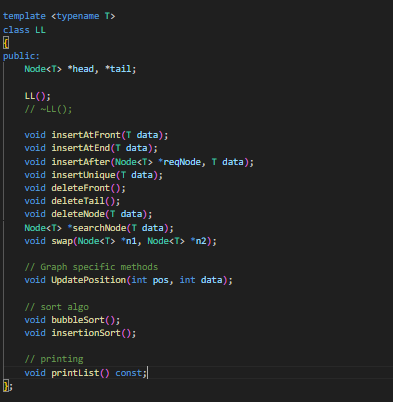 template <typename T>
class LL
{
public:
    Node<T> *head, *tail;

    LL();
    // ~LL();

    void insertAtFront(T data);
    void insertAtEnd(T data);
    void insertAfter(Node<T> *reqNode, T data);
    void insertUnique(T data);
    void deleteFront();
    void deleteTail();
    void deleteNode(T data);
    Node<T> *searchNode(T data);
    void swap(Node<T> *n1, Node<T> *n2);

    // Graph specific methods
    void UpdatePosition(int pos, int data);

    // sort algo
    void bubbleSort();
    void insertionSort();

    // printing
    void printList() const;
};